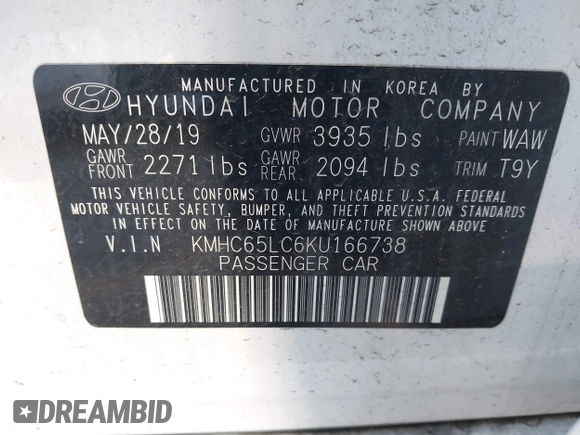 MANUFACTURED IN KOREA BY
HYUNDAI MOTOR COMPANY
MAY/28/19 GVWR 3935 lbs PAINT WAW
GAWR FRONT 2271 lbs GAWR REAR 2094 lbs TRIM T9Y
THIS VEHICLE CONFORMS TO ALL APPLICABLE U.S.A. FEDERAL
MOTOR VEHICLE SAFETY, BUMPER, AND THEFT PREVENTION STANDARDS
IN EFFECT ON THE DATE OF MANUFACTURE SHOWN ABOVE.
V.I.N KMHC65LC6KU166738
PASSENGER CAR
DREAMBID